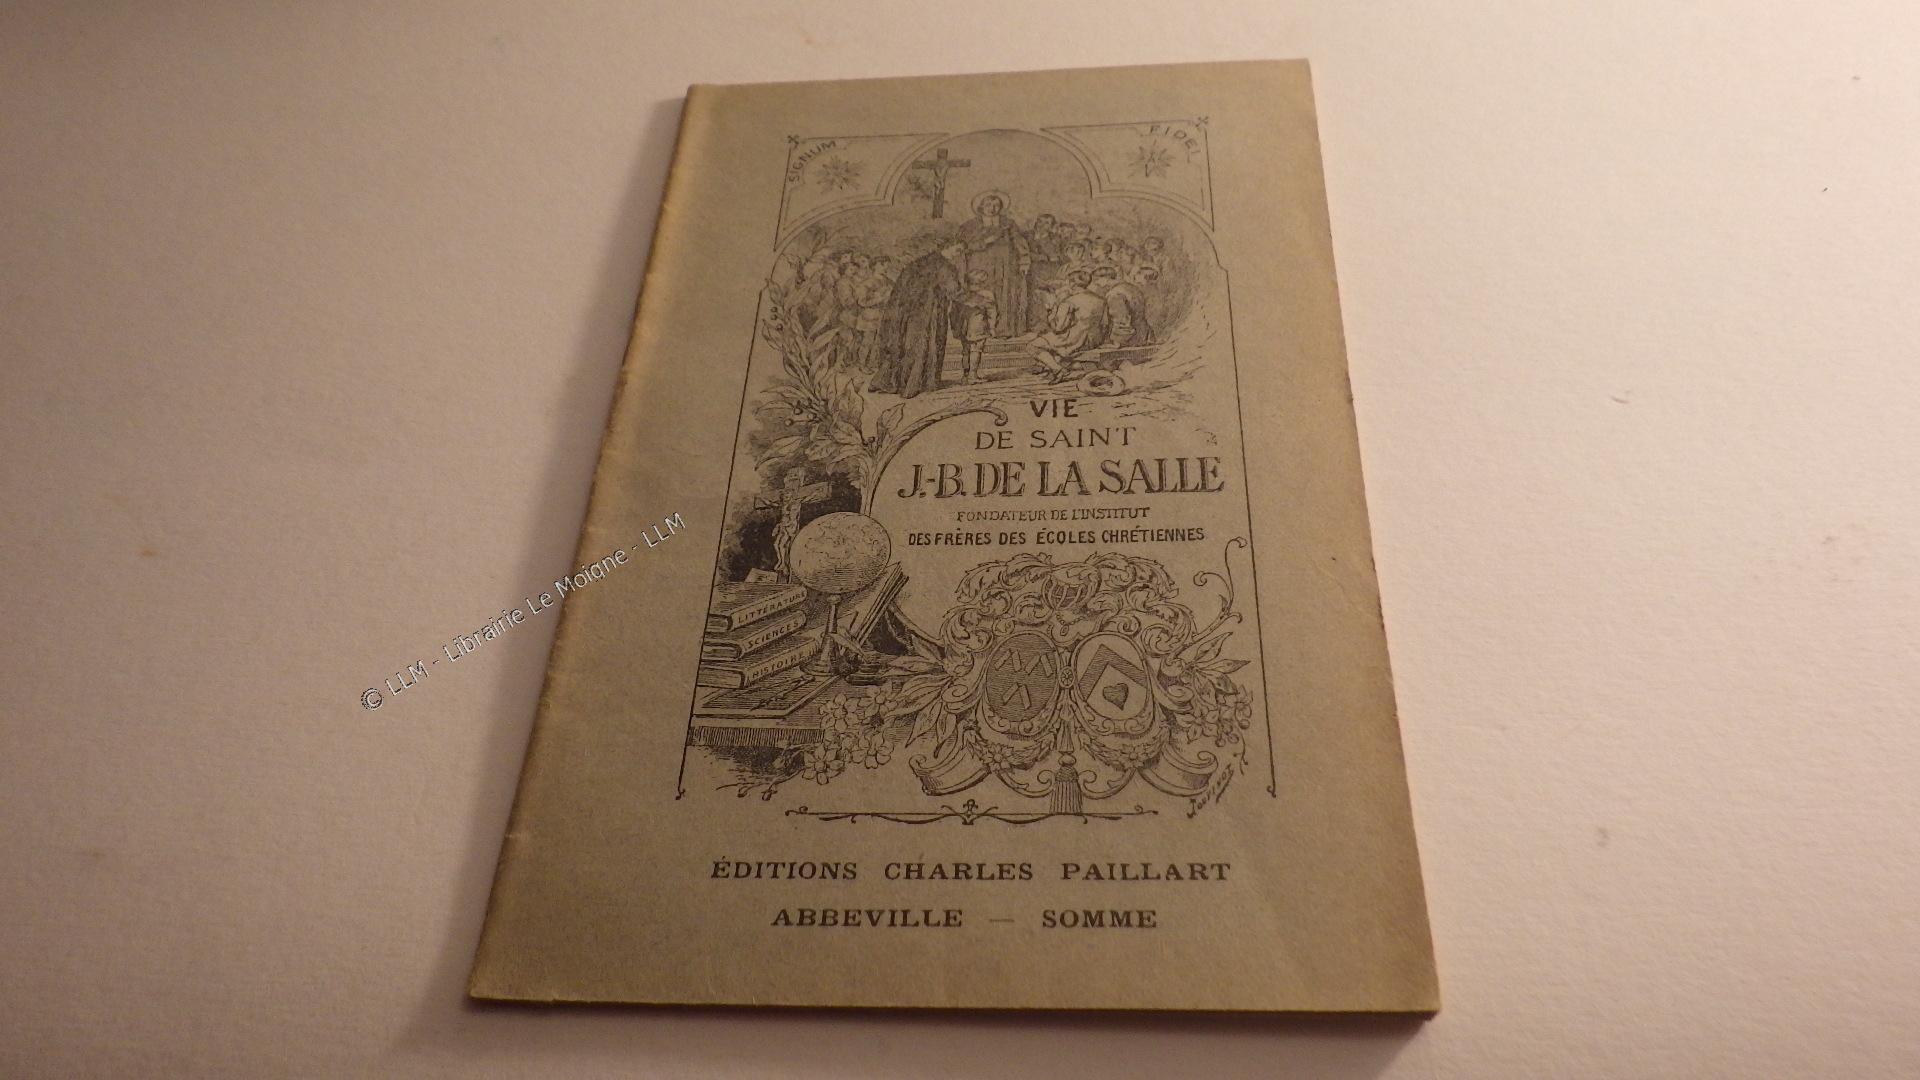 SIGNUM
FIDEI
VIE
DE SAINT
J.-B. DE LA SALLE
FONDATEUR DE L'INSTITUT
DES FRÈRES DES ÉCOLES CHRÉTIENNES
LITTÉRATURE
SCIENCES
HISTOIRE
ÉDITIONS CHARLES PAILLART
ABBEVILLE — SOMME
© LLM - Librairie Le Moigne - LLM